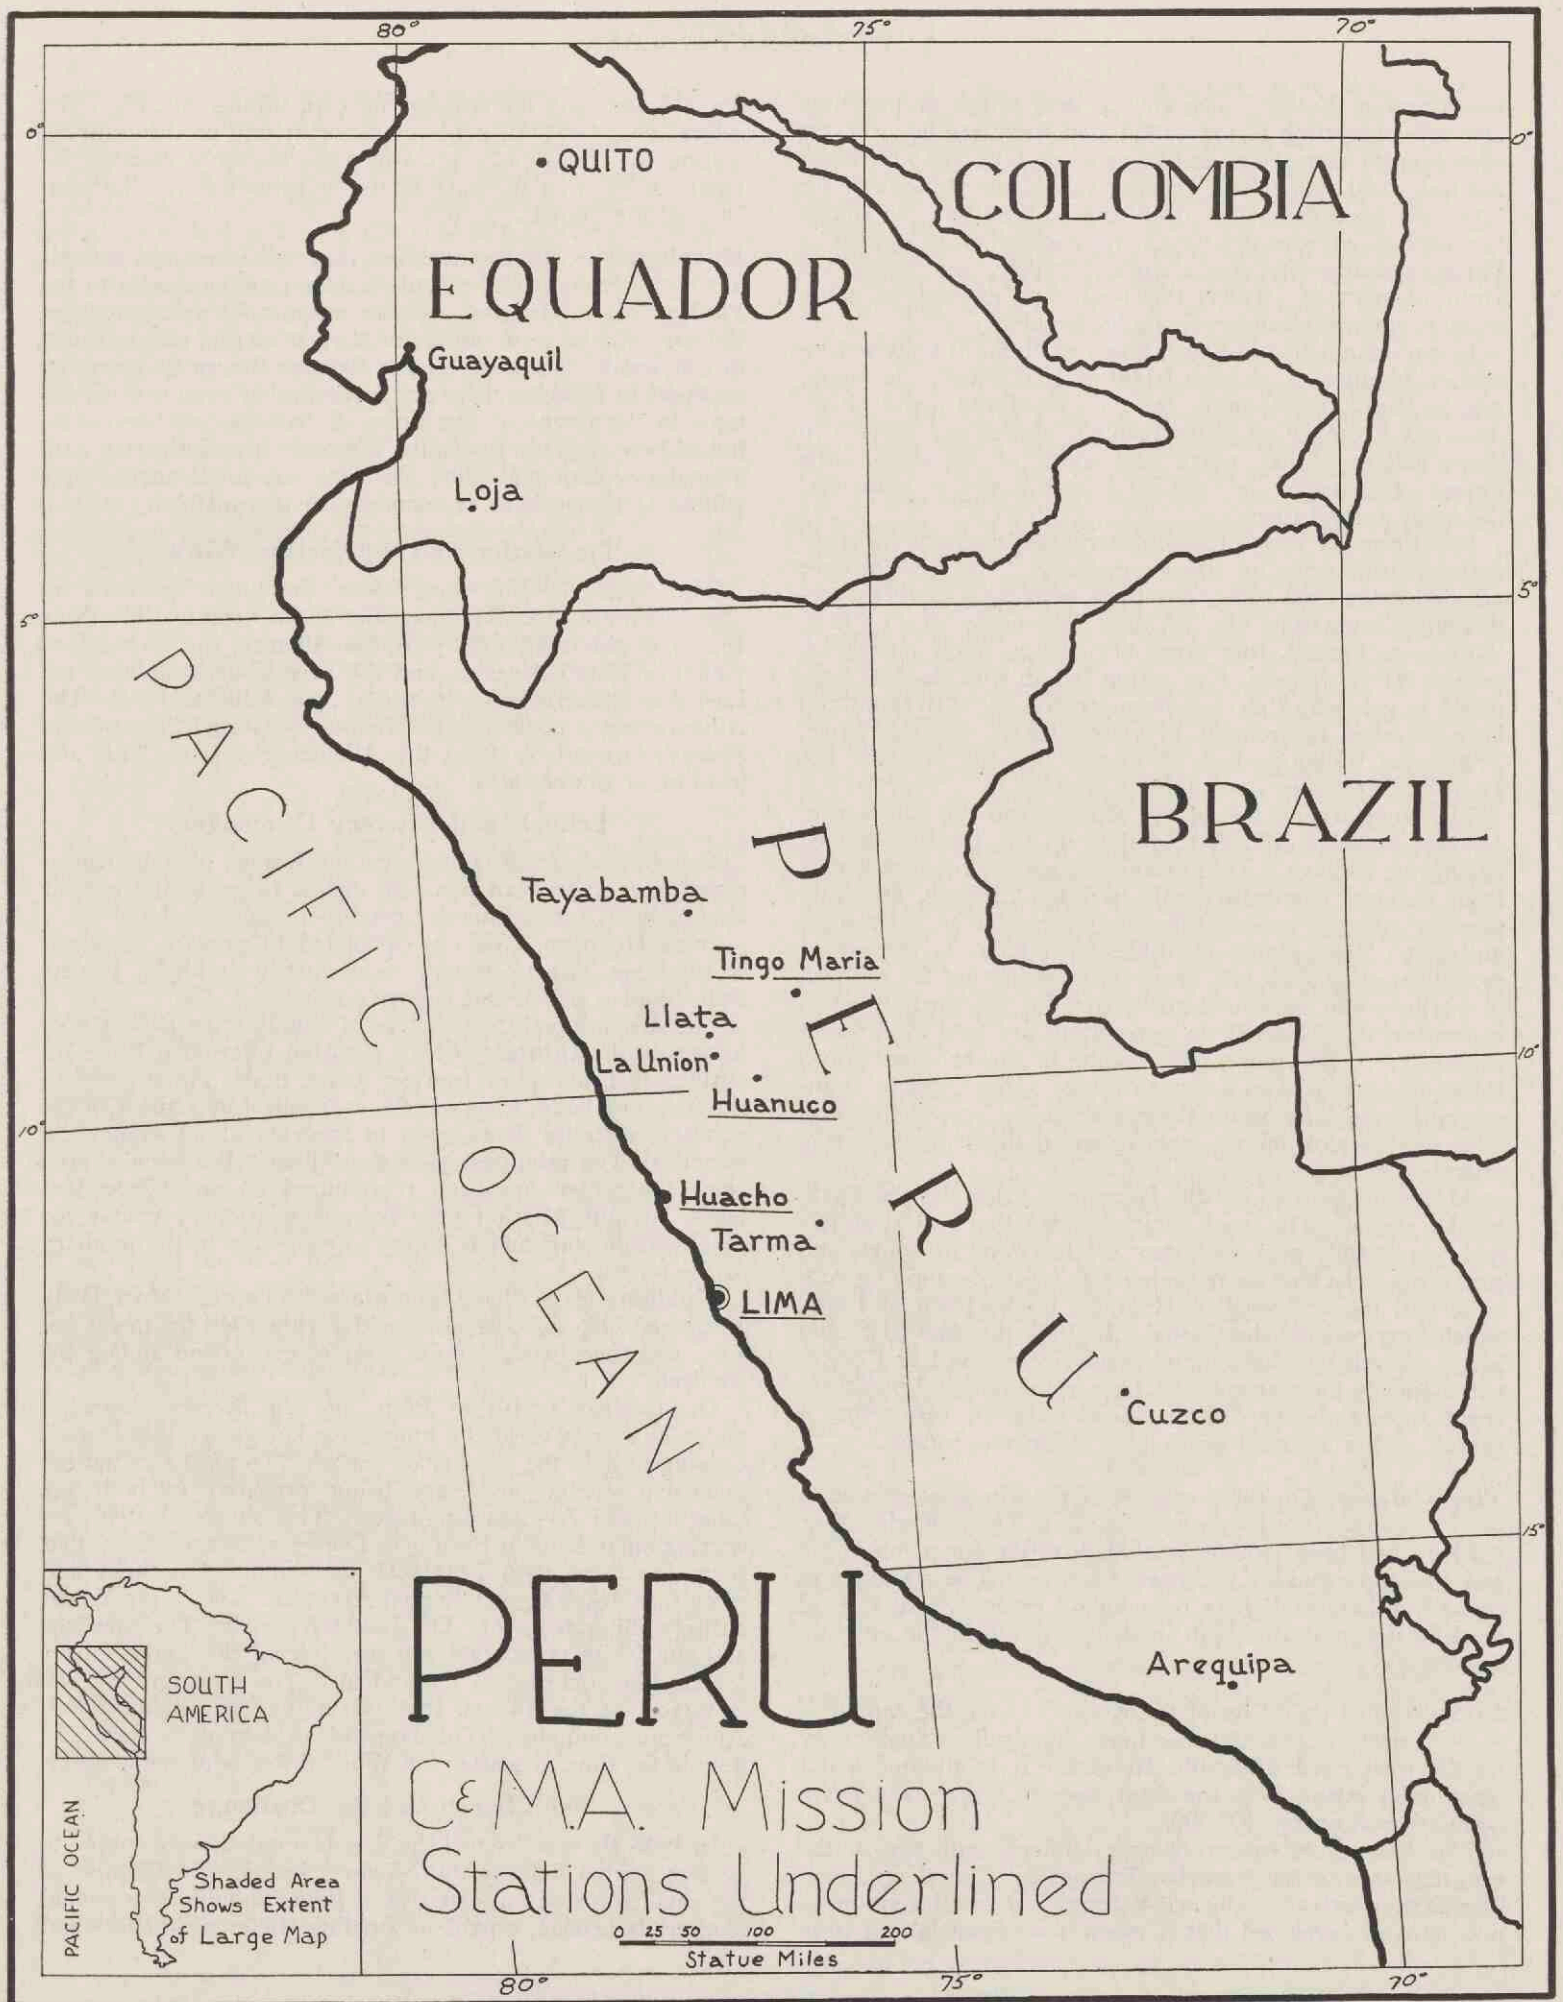 80° 75° 70°
0° 0°
QUITO
COLOMBIA
EQUADOR
Guayaquil
Loja
5° 5°
PACIFIC OCEAN
BRAZIL
PERU
Tayabamba
Tingo Maria
Llata
La Union
Huanuco
10° 10°
Huacho
Tarma
LIMA
Cuzco
15°
Arequipa
PERU
C&M.A. Mission
Stations Underlined
0 25 50 100 200
Statue Miles
SOUTH
AMERICA
PACIFIC OCEAN
Shaded Area
Shows Extent
of Large Map
80° 75° 70°